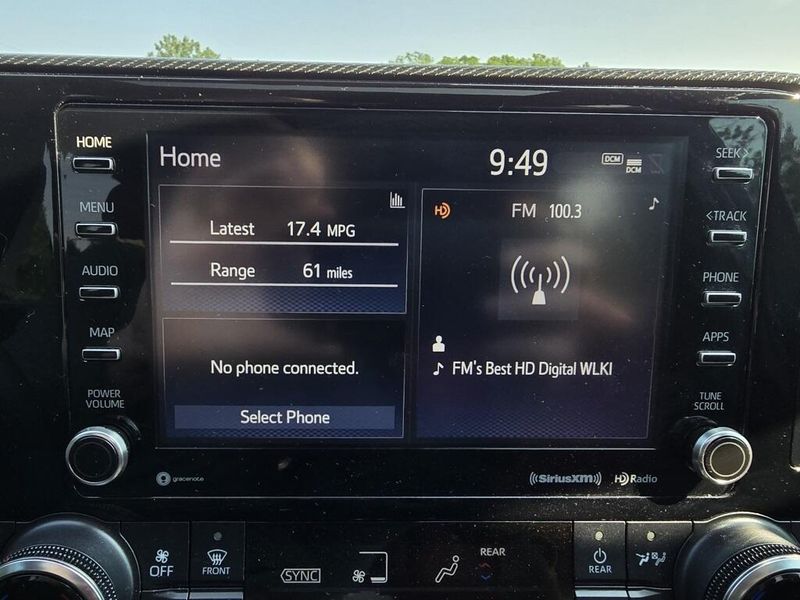 HOME
MENU
AUDIO
MAP
POWER
VOLUME
Home
9:49
DCM
DCM
Latest 17.4 MPG
Range 61 miles
No phone connected.
Select Phone
HD FM 100.3
FM's Best HD Digital WLKI
SEEK>
<TRACK
PHONE
APPS
TUNE
SCROLL
gracenote
((SiriusXM))
HD Radio
OFF
FRONT
SYNC
REAR
REAR